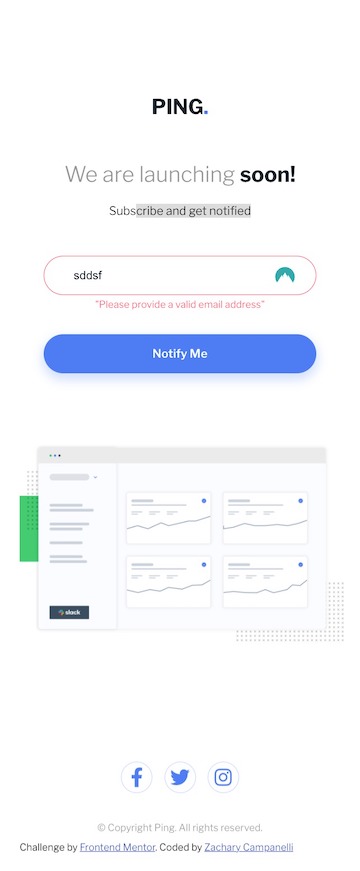 PING.
We are launching soon!
Subscribe and get notified
sddsf
"Please provide a valid email address"
Notify Me
slack
© Copyright Ping. All rights reserved.
Challenge by Frontend Mentor. Coded by Zachary Campanelli